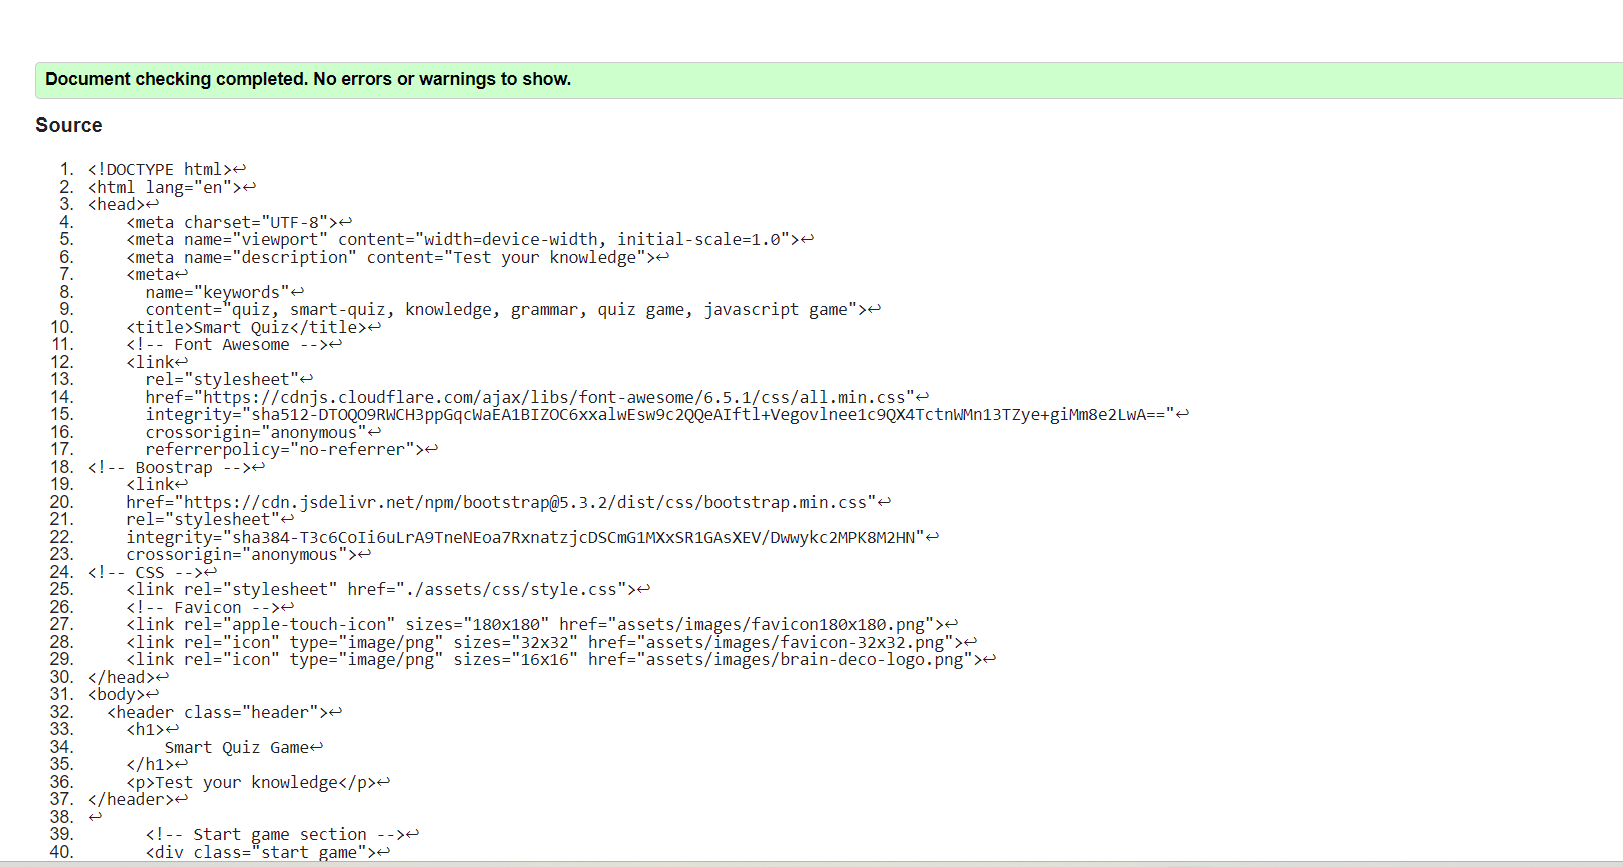 Document checking completed. No errors or warnings to show.
Source
1. <!DOCTYPE html>↩
2. <html lang="en">↩
3. <head>↩
4.     <meta charset="UTF-8">↩
5.     <meta name="viewport" content="width=device-width, initial-scale=1.0">↩
6.     <meta name="description" content="Test your knowledge">↩
7.     <meta↩
8.       name="keywords"↩
9.       content="quiz, smart-quiz, knowledge, grammar, quiz game, javascript game">↩
10.     <title>Smart Quiz</title>↩
11.     <!-- Font Awesome -->↩
12.     <link↩
13.       rel="stylesheet"↩
14.       href="https://cdnjs.cloudflare.com/ajax/libs/font-awesome/6.5.1/css/all.min.css"↩
15.       integrity="sha512-DTOQO9RWCH3ppGqcWaEA1BIZOC6xxalwEsw9c2QQeAIftl+Vegovlnee1c9QX4TctnWMn13TZye+giMm8e2LwA=="↩
16.       crossorigin="anonymous"↩
17.       referrerpolicy="no-referrer">↩
18. <!-- Boostrap -->↩
19.     <link↩
20.     href="https://cdn.jsdelivr.net/npm/bootstrap@5.3.2/dist/css/bootstrap.min.css"↩
21.     rel="stylesheet"↩
22.     integrity="sha384-T3c6CoIi6uLrA9TneNEoa7RxnatzjcDSCmG1MXxSR1GAsXEV/Dwwykc2MPK8M2HN"↩
23.     crossorigin="anonymous">↩
24. <!-- CSS -->↩
25.     <link rel="stylesheet" href="./assets/css/style.css">↩
26.     <!-- Favicon -->↩
27.     <link rel="apple-touch-icon" sizes="180x180" href="assets/images/favicon180x180.png">↩
28.     <link rel="icon" type="image/png" sizes="32x32" href="assets/images/favicon-32x32.png">↩
29.     <link rel="icon" type="image/png" sizes="16x16" href="assets/images/brain-deco-logo.png">↩
30. </head>↩
31. <body>↩
32.   <header class="header">↩
33.     <h1>↩
34.         Smart Quiz Game↩
35.     </h1>↩
36.     <p>Test your knowledge</p>↩
37. </header>↩
38. ↩
39.       <!-- Start game section -->↩
40.       <div class="start game">↩